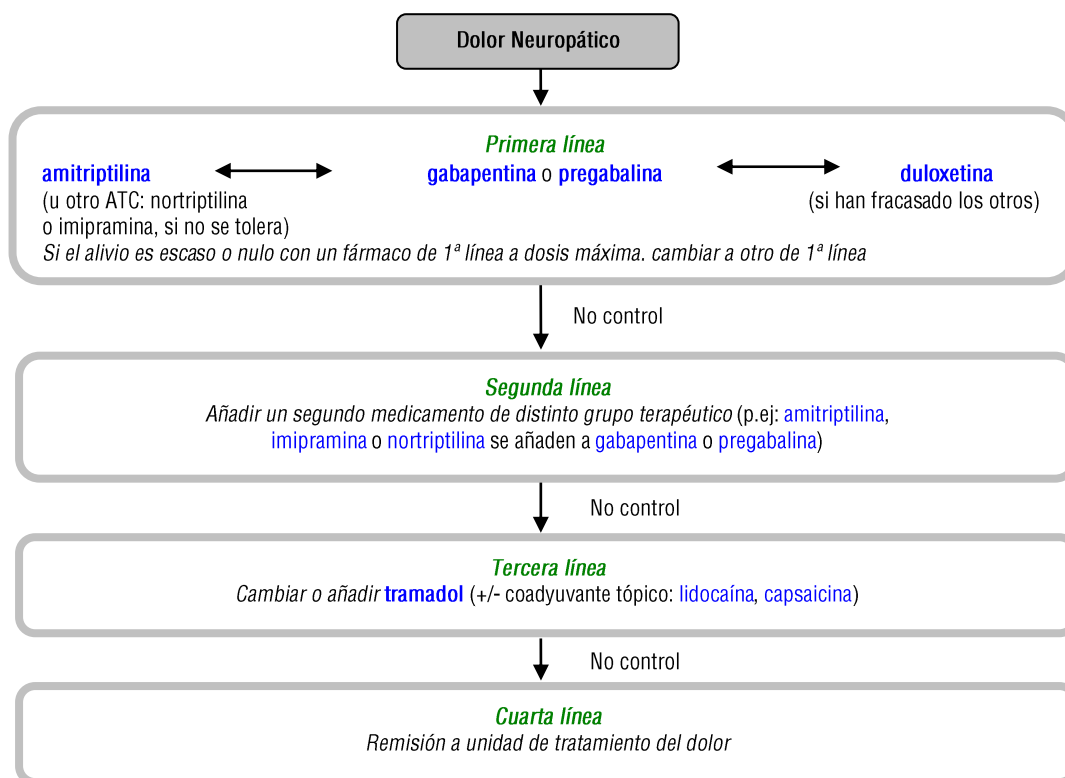 Dolor Neuropático
Primera línea
amitriptilina
gabapentina o pregabalina
duloxetina
(u otro ATC: nortriptilina
(si han fracasado los otros)
o imipramina, si no se tolera)
Si el alivio es escaso o nulo con un fármaco de 1ª línea a dosis máxima. cambiar a otro de 1ª línea
No control
Segunda línea
Añadir un segundo medicamento de distinto grupo terapéutico (p.ej: amitriptilina,
imipramina o nortriptilina se añaden a gabapentina o pregabalina)
No control
Tercera línea
Cambiar o añadir tramadol (+/- coadyuvante tópico: lidocaína, capsaicina)
No control
Cuarta línea
Remisión a unidad de tratamiento del dolor